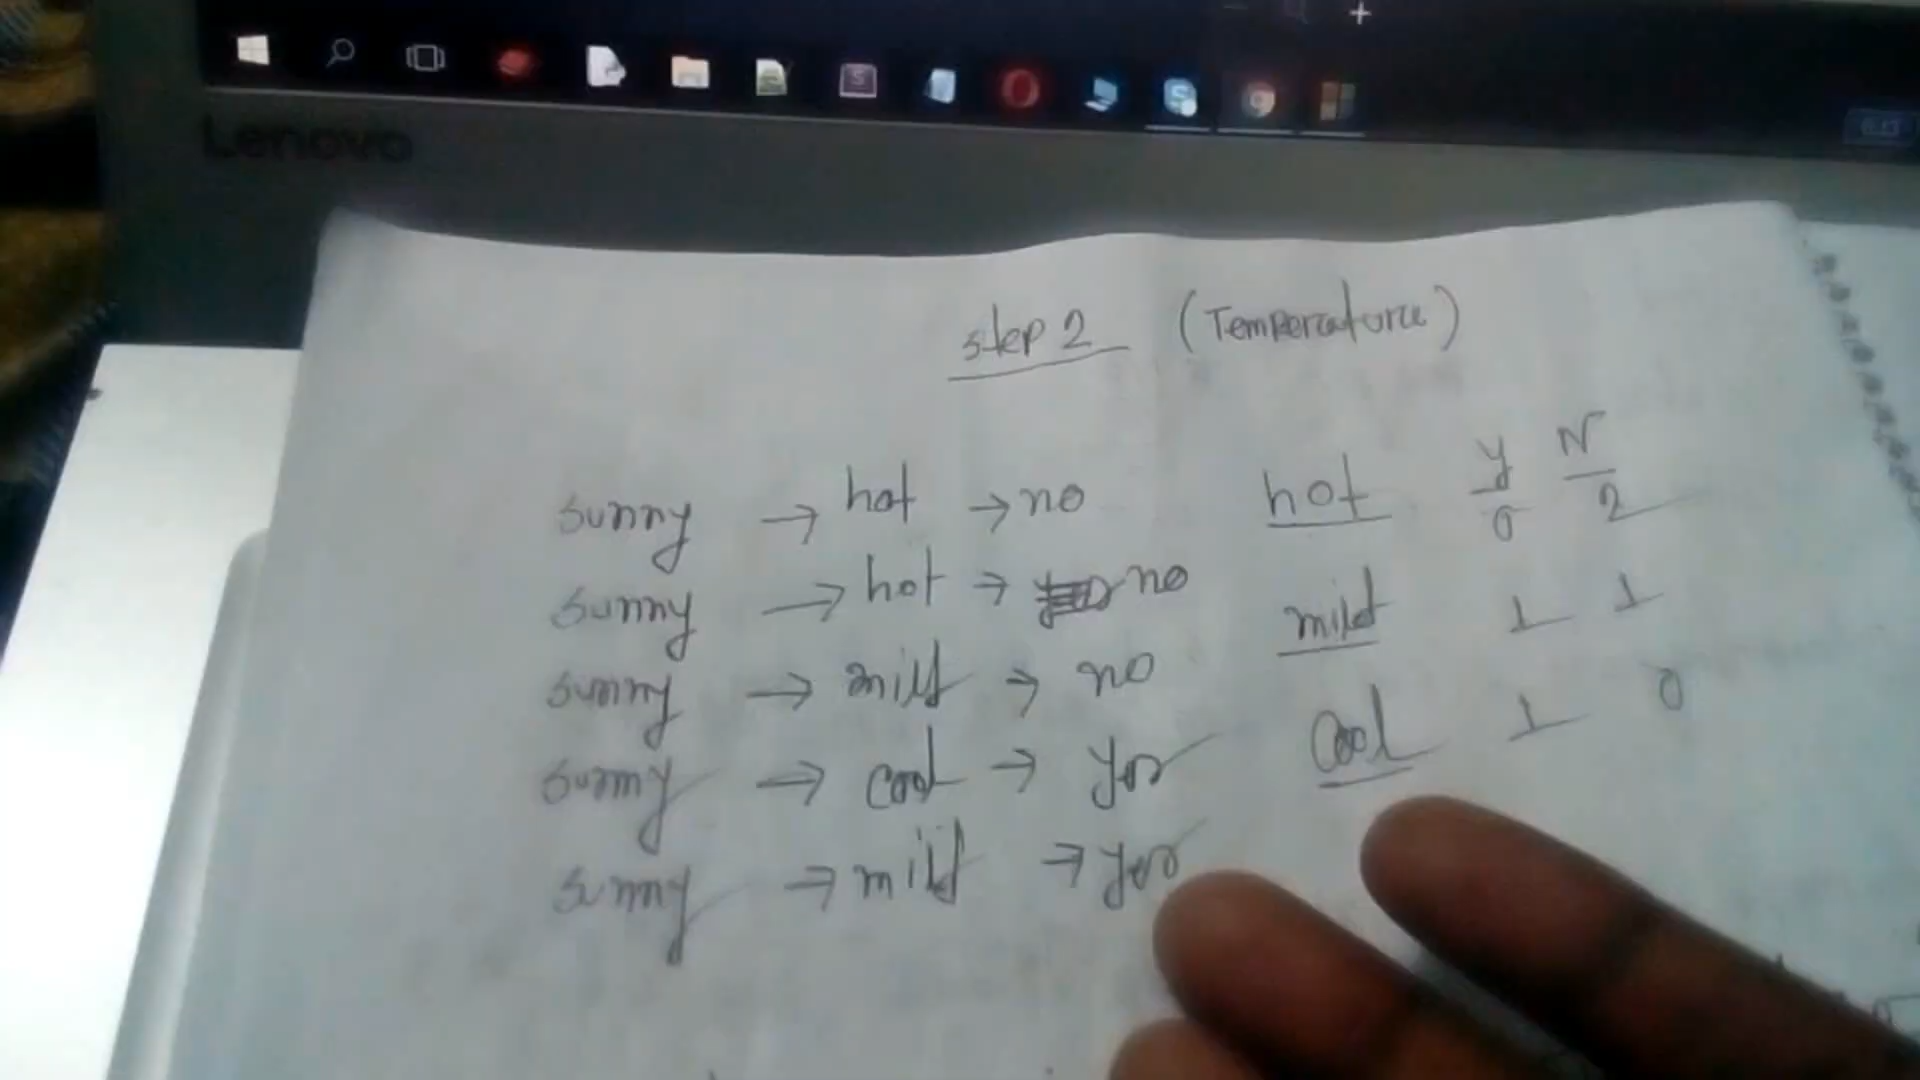 Lenovo
step 2 (Temperature)
sunny → hot → no
sunny → hot → no
sunny → mild → no
sunny → cool → yes
sunny → mild → yes
Y N
hot 0 2
mild 1 1
cool 1 0